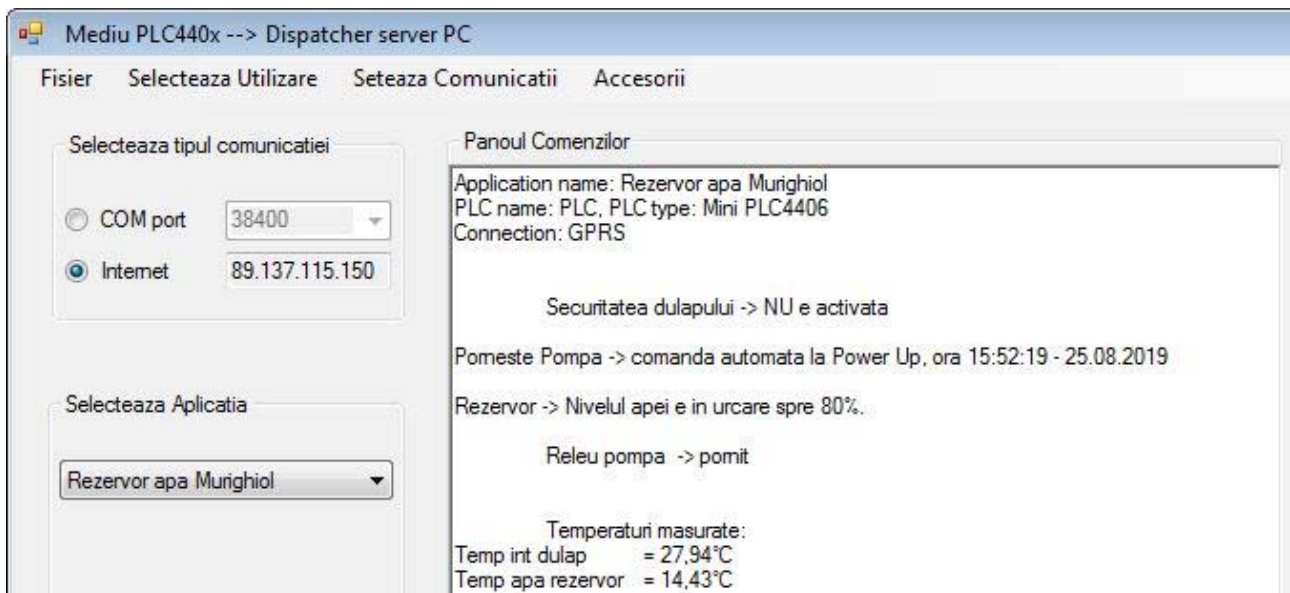 Mediu PLC440x --> Dispatcher server PC
Fisier Selecteaza Utilizare Seteaza Comunicatii Accesorii
Selecteaza tipul comunicatiei
COM port 38400
Internet 89.137.115.150
Selecteaza Aplicatia
Rezervor apa Murighiol
Panoul Comenzilor
Application name: Rezervor apa Murighiol
PLC name: PLC, PLC type: Mini PLC4406
Connection: GPRS
Securitatea dulapului -> NU e activata
Porneste Pompa -> comanda automata la Power Up, ora 15:52:19 - 25.08.2019
Rezervor -> Nivelul apei e in urcare spre 80%.
Releu pompa -> pornit
Temperaturi masurate:
Temp int dulap = 27,94°C
Temp apa rezervor = 14,43°C